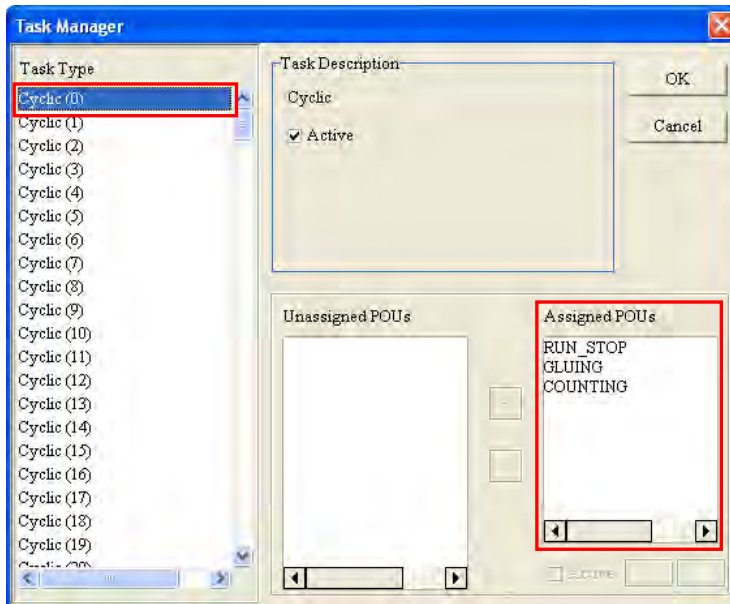 Task Manager
Task Type
Cyclic (0)
Cyclic (1)
Cyclic (2)
Cyclic (3)
Cyclic (4)
Cyclic (5)
Cyclic (6)
Cyclic (7)
Cyclic (8)
Cyclic (9)
Cyclic (10)
Cyclic (11)
Cyclic (12)
Cyclic (13)
Cyclic (14)
Cyclic (15)
Cyclic (16)
Cyclic (17)
Cyclic (18)
Cyclic (19)
Task Description
Cyclic
Active
OK
Cancel
Unassigned POUs
Assigned POUs
RUN_STOP
GLUING
COUNTING